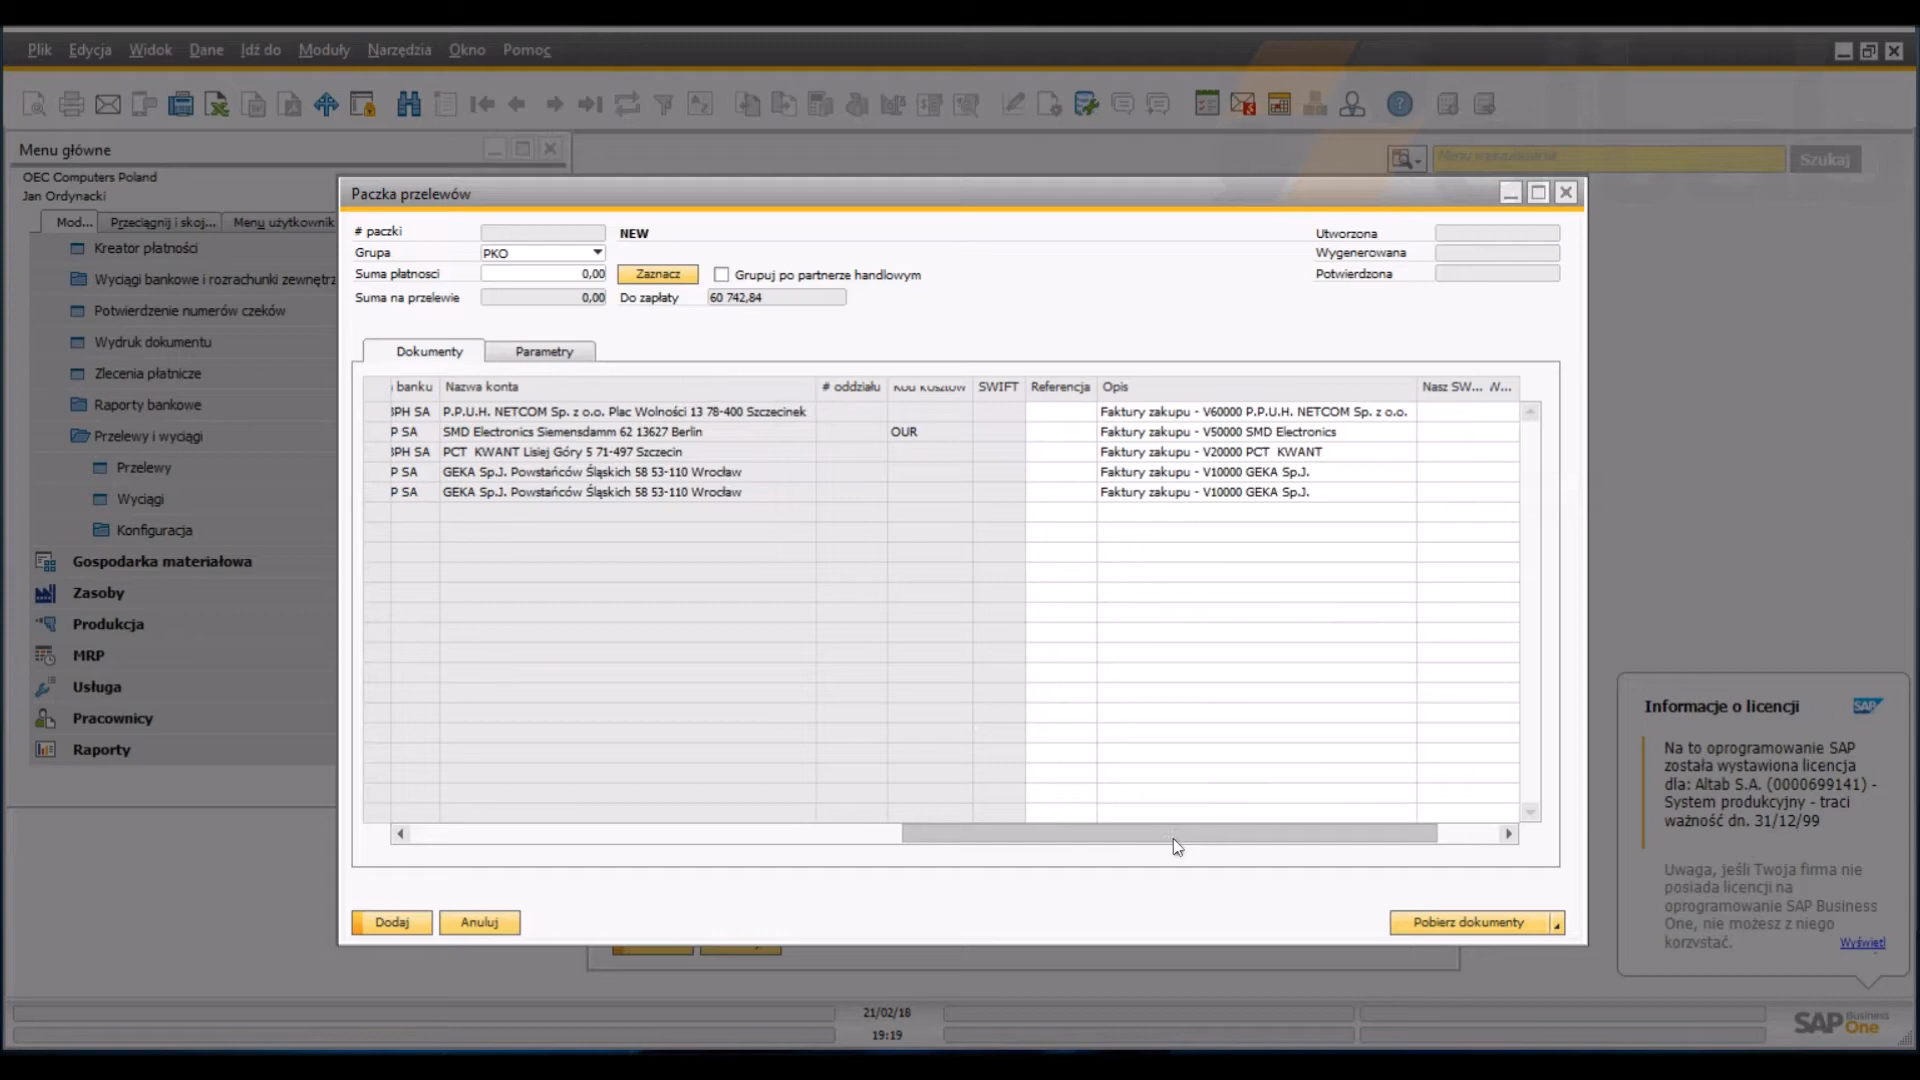 Plik Edycja Widok Dane Idź do Moduły Narzędzia Okno Pomoc
Menu główne
OEC Computers Poland
Jan Ordynacki
Mod... Przeciągnij i skoj... Menu użytkownik
Kreator płatności
Wyciągi bankowe i rozrachunki zewnętrz
Potwierdzenie numerów czeków
Wydruk dokumentu
Zlecenia płatnicze
Raporty bankowe
Przelewy i wyciągi
Przelewy
Wyciągi
Konfiguracja
Gospodarka materiałowa
Zasoby
Produkcja
MRP
Usługa
Pracownicy
Raporty
Szukaj
Paczka przelewów
# paczki NEW Utworzona
Grupa PKO Wygenerowana
Suma płatnosci 0,00 Zaznacz Grupuj po partnerze handlowym Potwierdzona
Suma na przelewie 0,00 Do zapłaty 60 742,84
Dokumenty Parametry
banku Nazwa konta # oddziału Kod kosztów SWIFT Referencja Opis Nasz SW... W...
BPH SA P.P.U.H. NETCOM Sp. z o.o. Plac Wolności 13 78-400 Szczecinek Faktury zakupu - V60000 P.P.U.H. NETCOM Sp. z o.o.
P SA SMD Electronics Siemensdamm 62 13627 Berlin OUR Faktury zakupu - V50000 SMD Electronics
BPH SA PCT KWANT Lisiej Góry 5 71-497 Szczecin Faktury zakupu - V20000 PCT KWANT
P SA GEKA Sp.J. Powstańców Śląskich 58 53-110 Wrocław Faktury zakupu - V10000 GEKA Sp.J.
P SA GEKA Sp.J. Powstańców Śląskich 58 53-110 Wrocław Faktury zakupu - V10000 GEKA Sp.J.
Dodaj Anuluj Pobierz dokumenty
Informacje o licencji SAP
Na to oprogramowanie SAP
została wystawiona licencja
dla: Altab S.A. (0000699141) -
System produkcyjny - traci
ważność dn. 31/12/99
Uwaga, jeśli Twoja firma nie
posiada licencji na
oprogramowanie SAP Business
One, nie możesz z niego
korzystać. Wyświetl
21/02/18
19:19
SAP Business One